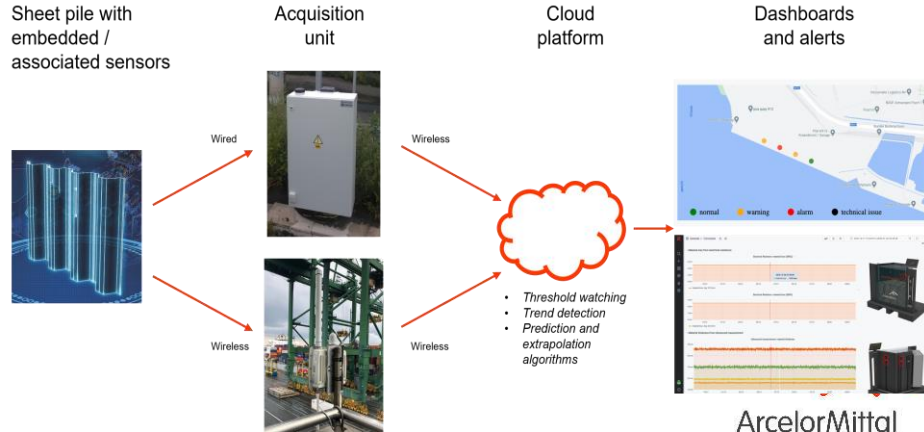 Sheet pile with
embedded /
associated sensors
Acquisition
unit
Cloud
platform
Dashboards
and alerts
Wired
Wireless
Wireless
Wireless
• Threshold watching
• Trend detection
• Prediction and
extrapolation
algorithms
normal
warning
alarm
technical issue
ArcelorMittal